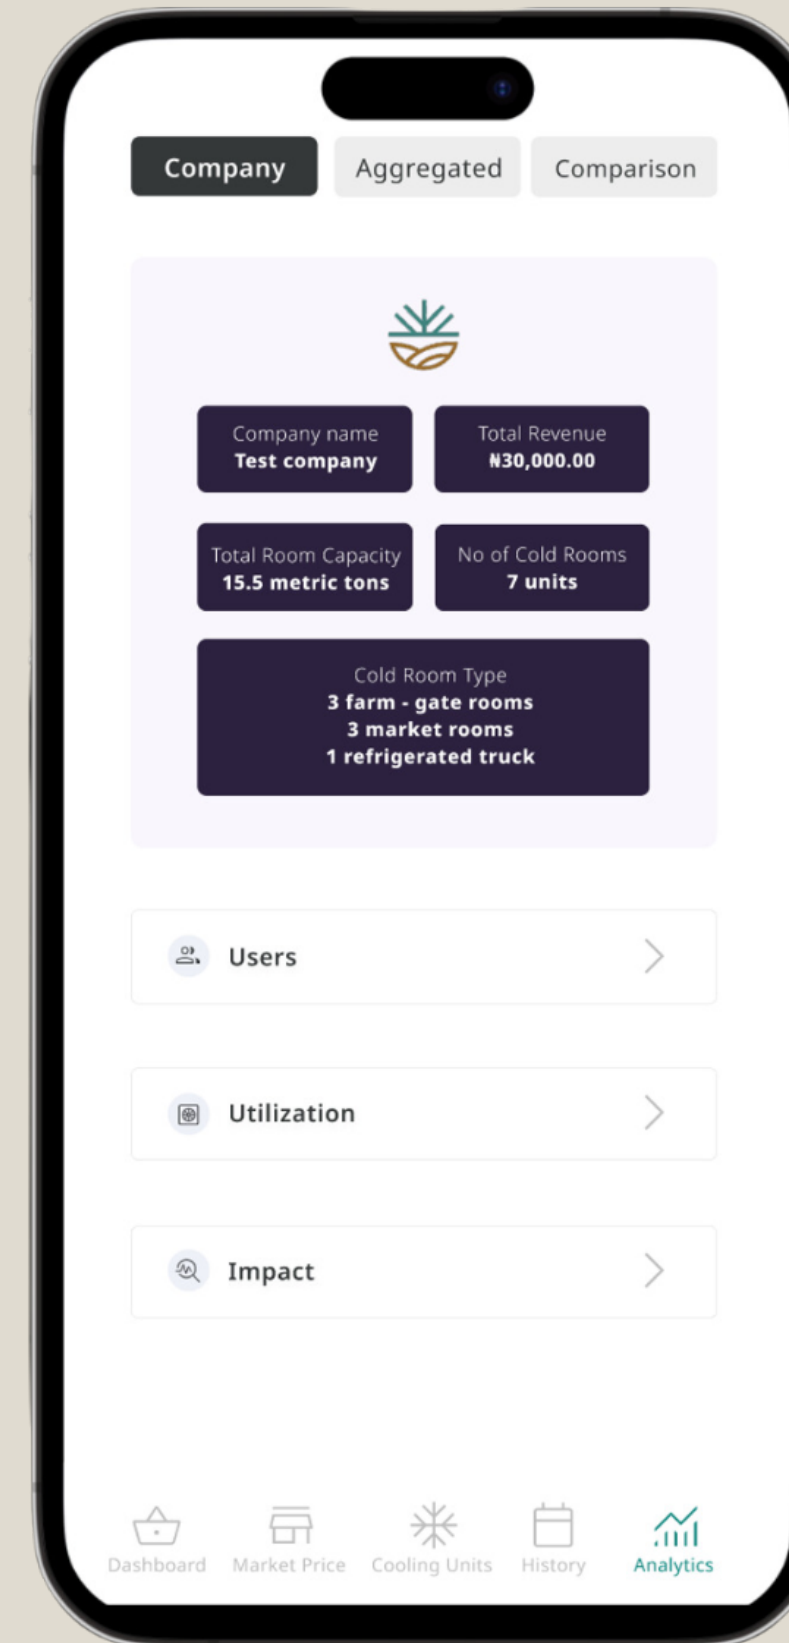 Company
Aggregated
Comparison
Company name
Test company
Total Revenue
₦30,000.00
Total Room Capacity
15.5 metric tons
No of Cold Rooms
7 units
Cold Room Type
3 farm - gate rooms
3 market rooms
1 refrigerated truck
Users
Utilization
Impact
Dashboard
Market Price
Cooling Units
History
Analytics